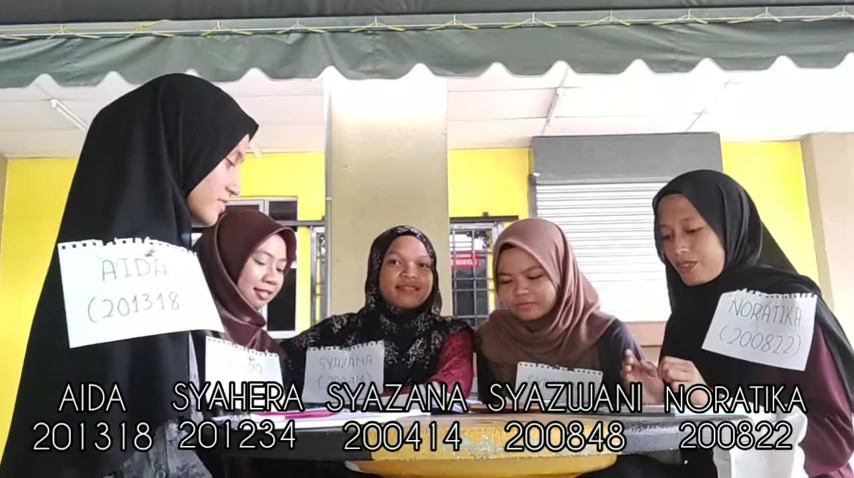 AIDA
(201318
SYAZANA
NORATIKA
(200822)
AIDA SYAHERA SYAZANA SYAZWANI NORATIKA
201318 201234 200414 200848 200822